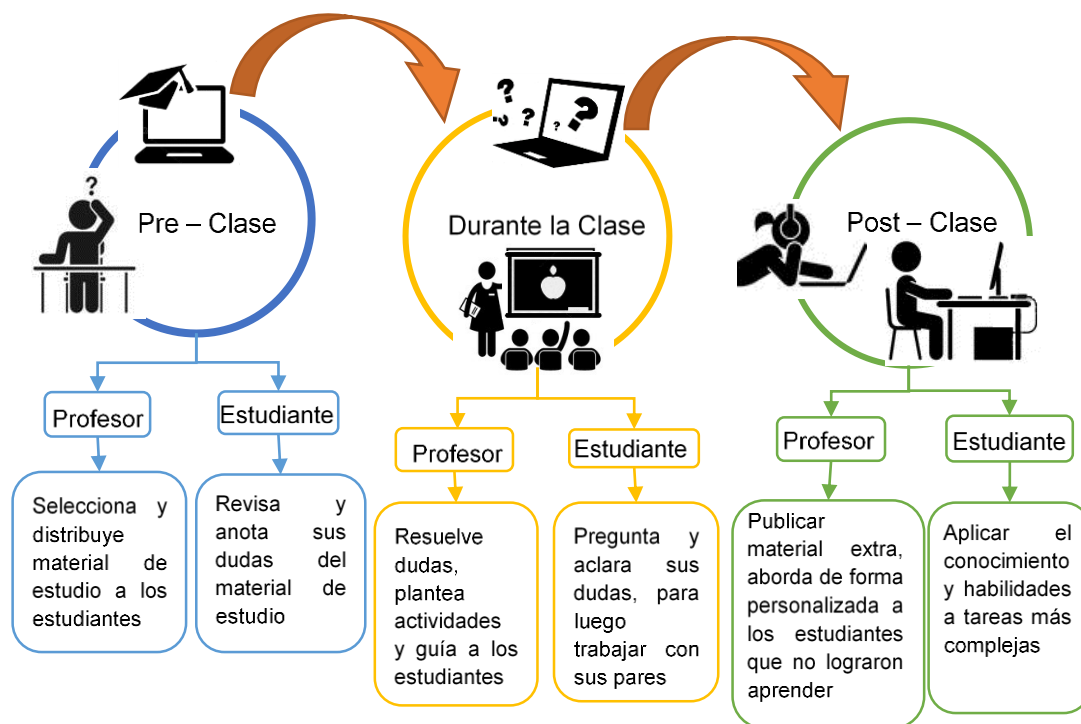 Pre – Clase
Durante la Clase
Post – Clase
Profesor
Estudiante
Selecciona y
distribuye
material de
estudio a los
estudiantes
Revisa y
anota sus
dudas del
material de
estudio
Profesor
Estudiante
Resuelve
dudas,
plantea
actividades
y guía a los
estudiantes
Pregunta y
aclara sus
dudas, para
luego
trabajar con
sus pares
Profesor
Estudiante
Publicar
material extra,
aborda de forma
personalizada a
los estudiantes
que no lograron
aprender
Aplicar el
conocimiento
y habilidades
a tareas más
complejas